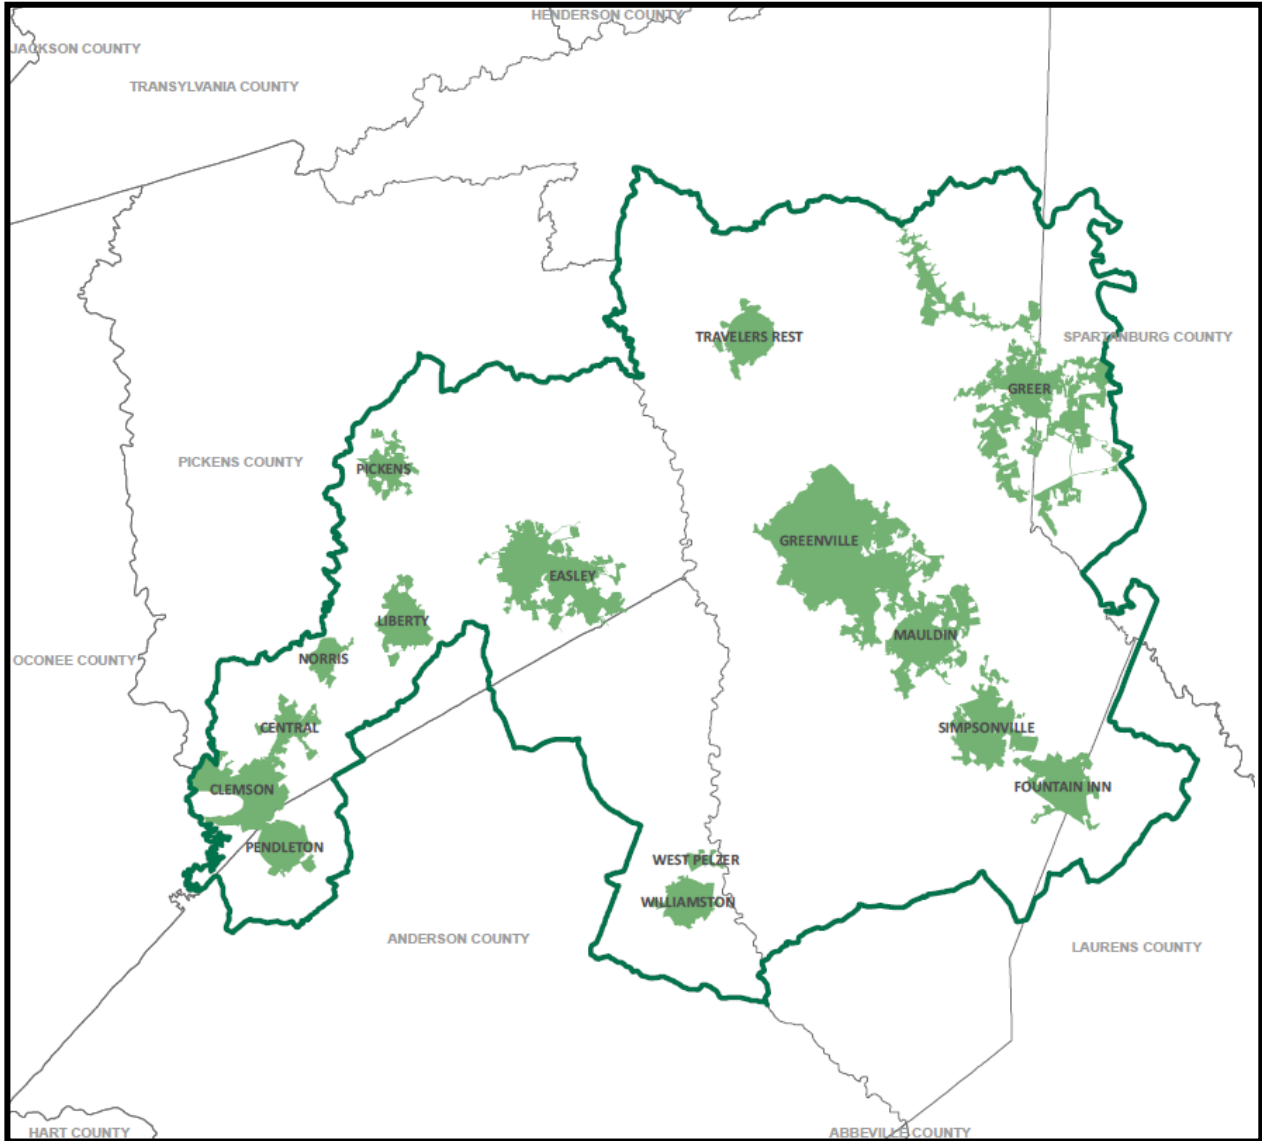 HENDERSON COUNTY
JACKSON COUNTY
TRANSYLVANIA COUNTY
TRAVELERS REST
SPARTANBURG COUNTY
GREER
PICKENS COUNTY
PICKENS
GREENVILLE
EASLEY
LIBERTY
MAULDIN
NORRIS
OCONEE COUNTY
CENTRAL
SIMPSONVILLE
CLEMSON
FOUNTAIN INN
PENDLETON
WEST PELZER
WILLIAMSTON
ANDERSON COUNTY
LAURENS COUNTY
HART COUNTY
ABBEVILLE COUNTY